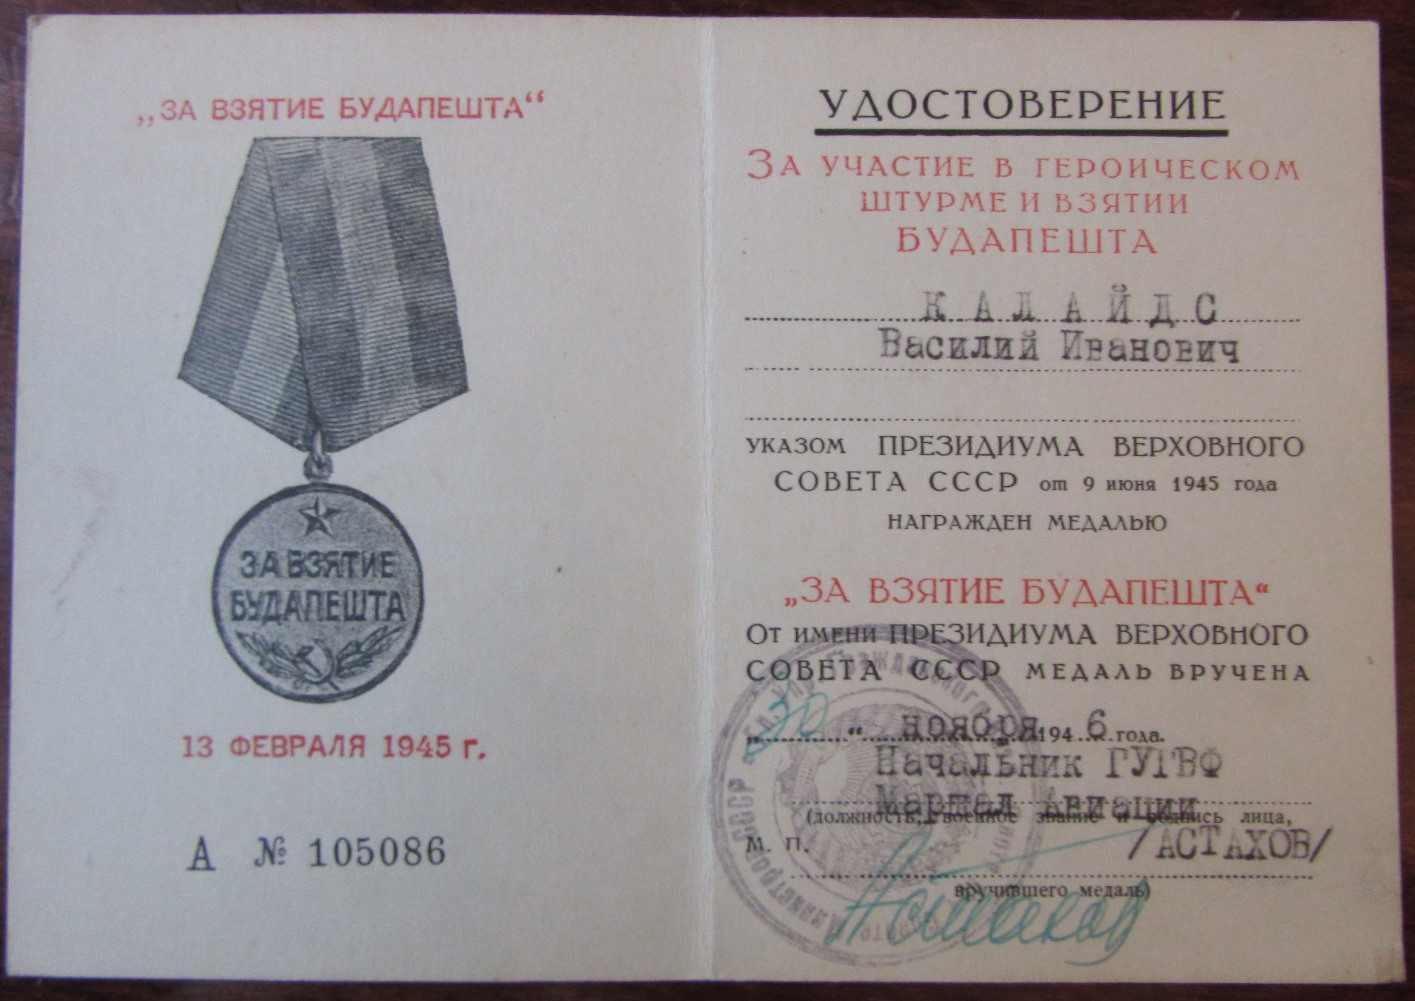 „ЗА ВЗЯТИЕ БУДАПЕШТА“
ЗА ВЗЯТИЕ
БУДАПЕШТА
13 ФЕВРАЛЯ 1945 г.
А № 105086
УДОСТОВЕРЕНИЕ
ЗА УЧАСТИЕ В ГЕРОИЧЕСКОМ
ШТУРМЕ И ВЗЯТИИ
БУДАПЕШТА
КАЛАЙДС
Василий Иванович
УКАЗОМ ПРЕЗИДИУМА ВЕРХОВНОГО
СОВЕТА СССР от 9 июня 1945 года
НАГРАЖДЕН МЕДАЛЬЮ
„ЗА ВЗЯТИЕ БУДАПЕШТА“
ОТ ИМЕНИ ПРЕЗИДИУМА ВЕРХОВНОГО
СОВЕТА СССР МЕДАЛЬ ВРУЧЕНА
„30“ ноября 1946 года.
Начальник ГУГВФ
Маршал Авиации
(должность, военное звание и подпись лица,
М. П. /АСТАХОВ/
вручившего медаль)
Астахов